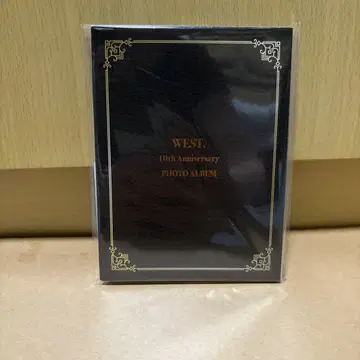 WEST.
10th Anniversary
PHOTO ALBUM